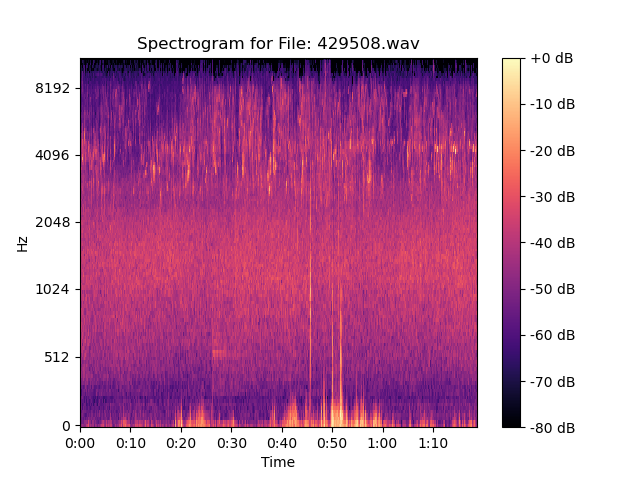 Spectrogram for File: 429508.wav
Hz
8192
4096
2048
1024
512
0
0:00 0:10 0:20 0:30 0:40 0:50 1:00 1:10
Time
+0 dB
-10 dB
-20 dB
-30 dB
-40 dB
-50 dB
-60 dB
-70 dB
-80 dB